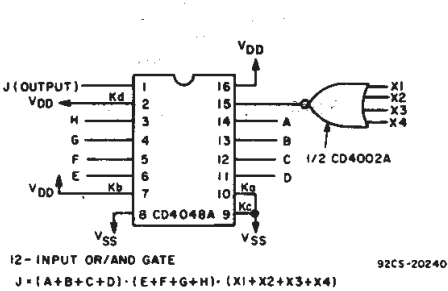 VDD
J(OUTPUT) 1 16
VDD Kd 2 15 X1
X2
X3
X4
H 3 14 A
G 4 13 B 1/2 CD4002A
F 5 12 C
E 6 11 D
VDD Kb 7 10 Ka
8 CD4048A 9 Kc
VSS VSS
12-INPUT OR/AND GATE
92CS-20240
J=(A+B+C+D)·(E+F+G+H)·(X1+X2+X3+X4)